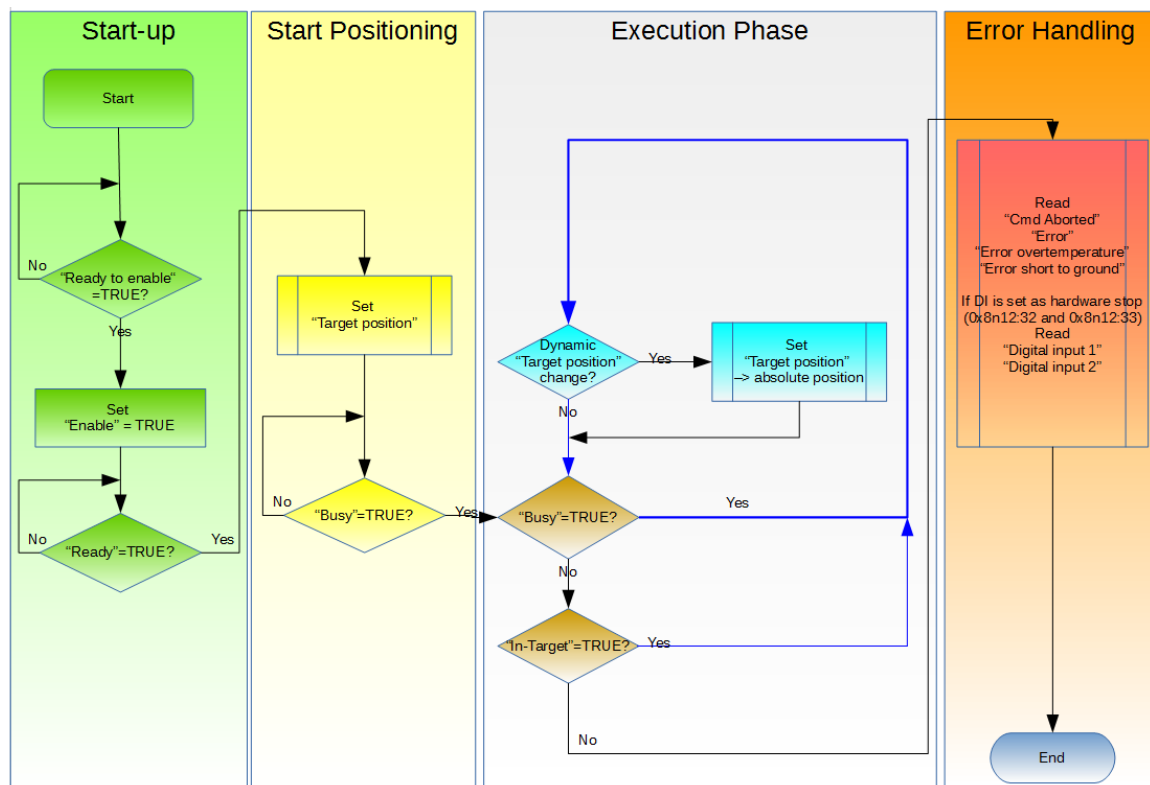 Start-up
Start
No
“Ready to enable“
=TRUE?
Yes
Set
“Enable” = TRUE
No
“Ready”=TRUE?
Yes
Start Positioning
Set
“Target position”
No
“Busy”=TRUE?
Yes
Execution Phase
Dynamic
“Target position”
change?
Yes
Set
“Target position”
–> absolute position
No
“Busy”=TRUE?
Yes
No
“In-Target”=TRUE?
Yes
No
Error Handling
Read
“Cmd Aborted”
“Error”
“Error overtemperature”
“Error short to ground”
If DI is set as hardware stop
(0x8n12:32 and 0x8n12:33)
Read
“Digital input 1”
“Digital input 2”
End